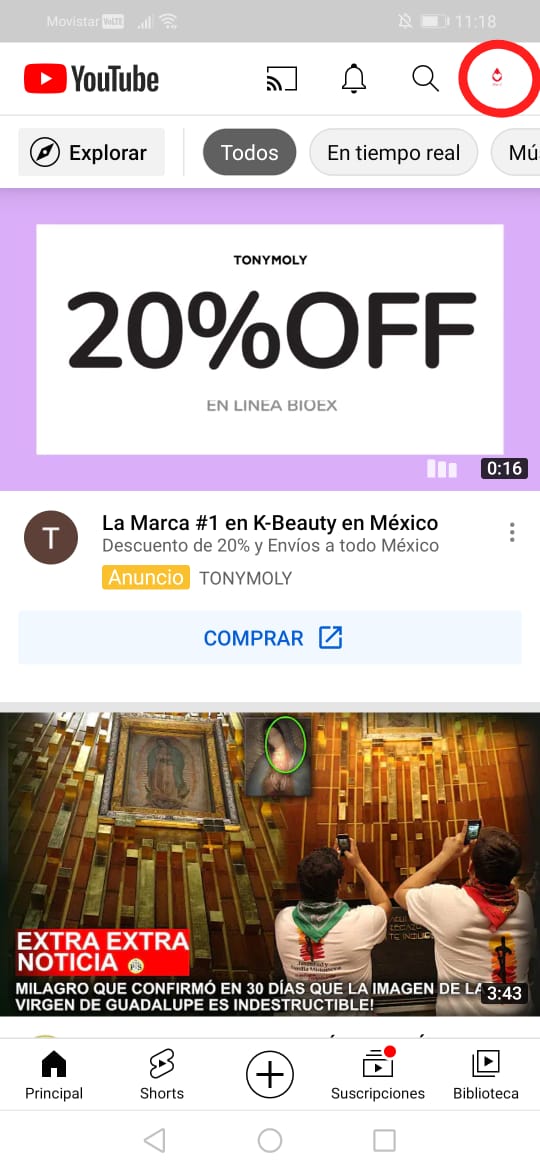 Movistar VoLTE 11:18
YouTube
Explorar Todos En tiempo real Mú
TONYMOLY
20%OFF
EN LINEA BIOEX
0:16
T
La Marca #1 en K-Beauty en México
Descuento de 20% y Envíos a todo México
Anuncio TONYMOLY
COMPRAR
EXTRA EXTRA
NOTICIA
MILAGRO QUE CONFIRMÓ EN 30 DÍAS QUE LA IMAGEN DE LA
VIRGEN DE GUADALUPE ES INDESTRUCTIBLE!
3:43
Principal Shorts Suscripciones Biblioteca